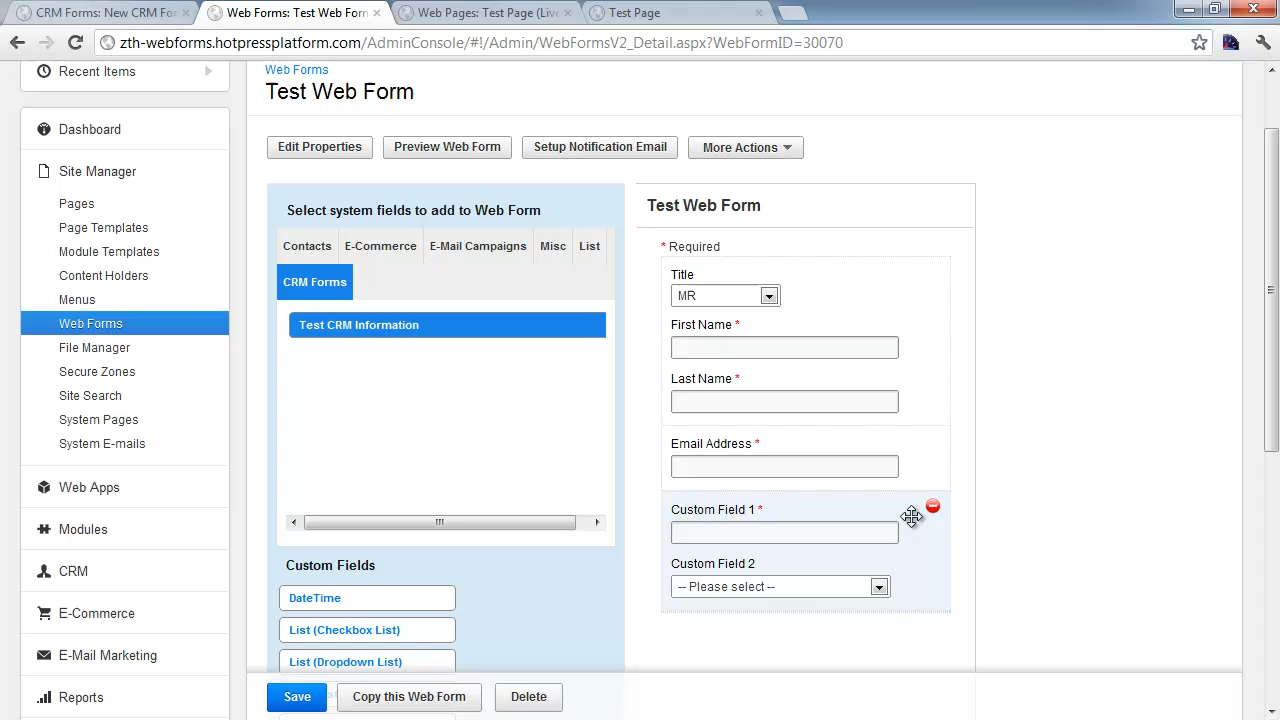 CRM Forms: New CRM For
Web Forms: Test Web Form
Web Pages: Test Page (Live
Test Page
zth-webforms.hotpressplatform.com/AdminConsole/#!/Admin/WebFormsV2_Detail.aspx?WebFormID=30070
Recent Items
Dashboard
Site Manager
Pages
Page Templates
Module Templates
Content Holders
Menus
Web Forms
File Manager
Secure Zones
Site Search
System Pages
System E-mails
Web Apps
Modules
CRM
E-Commerce
E-Mail Marketing
Reports
Web Forms
Test Web Form
Edit Properties
Preview Web Form
Setup Notification Email
More Actions
Select system fields to add to Web Form
Contacts
E-Commerce
E-Mail Campaigns
Misc
List
CRM Forms
Test CRM Information
Custom Fields
DateTime
List (Checkbox List)
List (Dropdown List)
Save
Copy this Web Form
Delete
Test Web Form
* Required
Title
MR
First Name *
Last Name *
Email Address *
Custom Field 1 *
Custom Field 2
-- Please select --